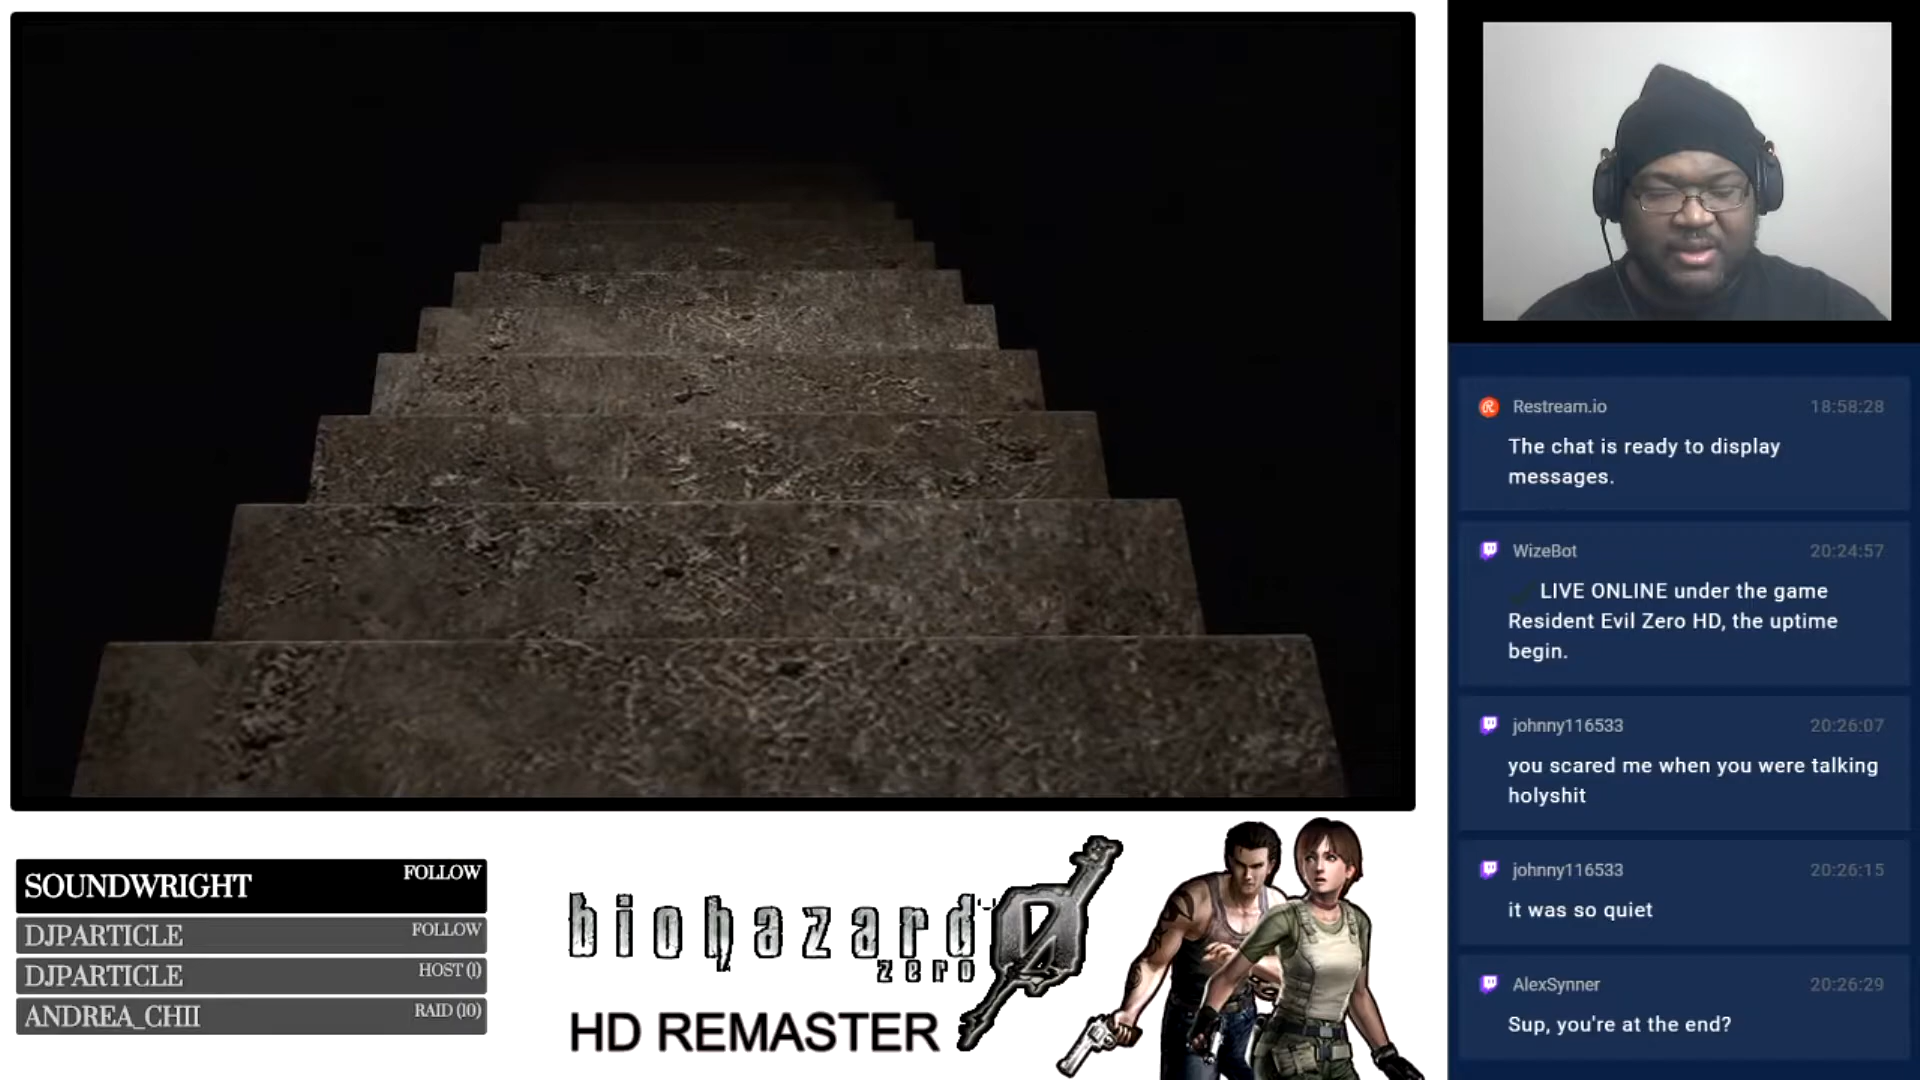 Restream.io 18:58:28
The chat is ready to display
messages.
WizeBot 20:24:57
LIVE ONLINE under the game
Resident Evil Zero HD, the uptime
begin.
johnny116533 20:26:07
you scared me when you were talking
holyshit
johnny116533 20:26:15
it was so quiet
AlexSynner 20:26:29
Sup, you're at the end?
SOUNDWRIGHT FOLLOW
DJPARTICLE FOLLOW
DJPARTICLE HOST (1)
ANDREA_CHII RAID (10)
biohazard 0
zero
HD REMASTER